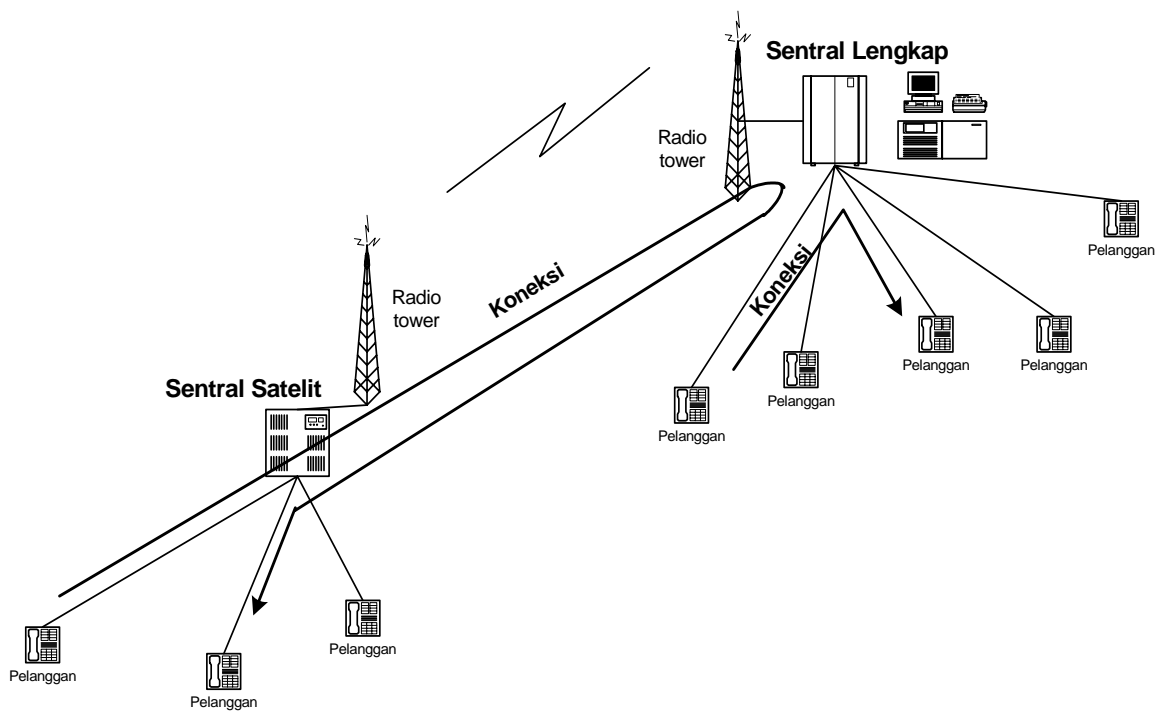 Sentral Lengkap
Radio
tower
Pelanggan
Koneksi
Koneksi
Radio
tower
Pelanggan
Pelanggan
Pelanggan
Pelanggan
Sentral Satelit
Pelanggan
Pelanggan
Pelanggan